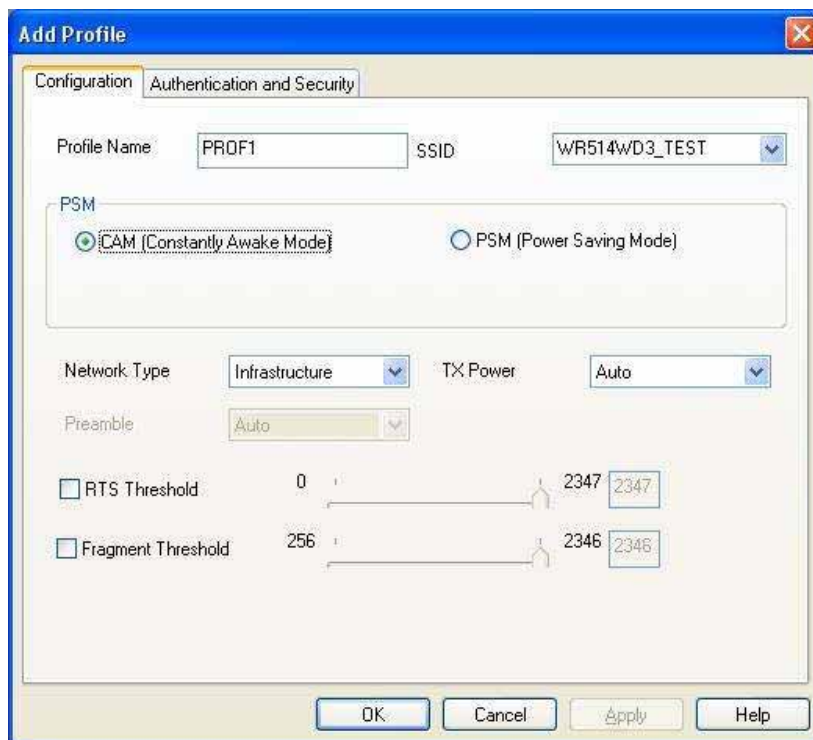 Add Profile
Configuration Authentication and Security
Profile Name PROF1 SSID WR514WD3_TEST
PSM
CAM (Constantly Awake Mode) PSM (Power Saving Mode)
Network Type Infrastructure TX Power Auto
Preamble Auto
RTS Threshold 0 2347 2347
Fragment Threshold 256 2346 2346
OK Cancel Apply Help